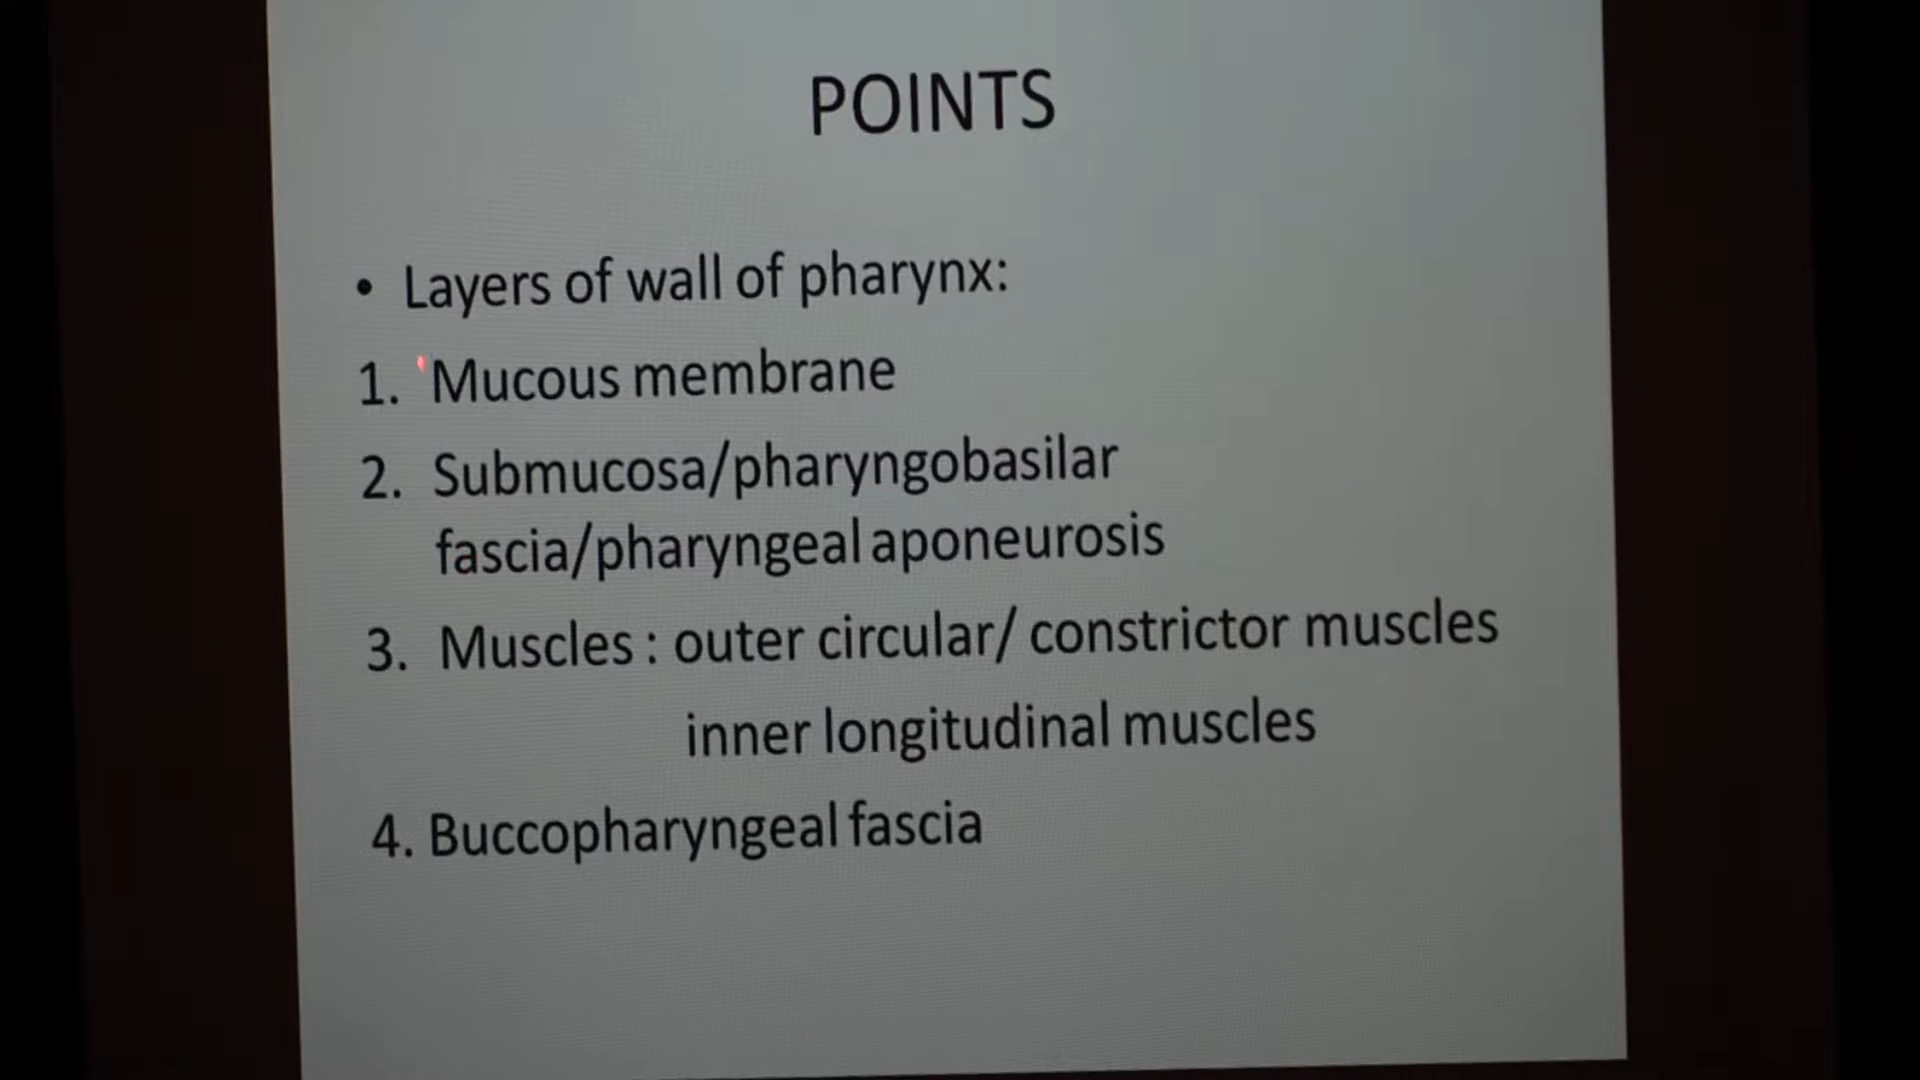 POINTS
• Layers of wall of pharynx:
1. Mucous membrane
2. Submucosa/pharyngobasilar
fascia/pharyngeal aponeurosis
3. Muscles : outer circular/ constrictor muscles
inner longitudinal muscles
4. Buccopharyngeal fascia